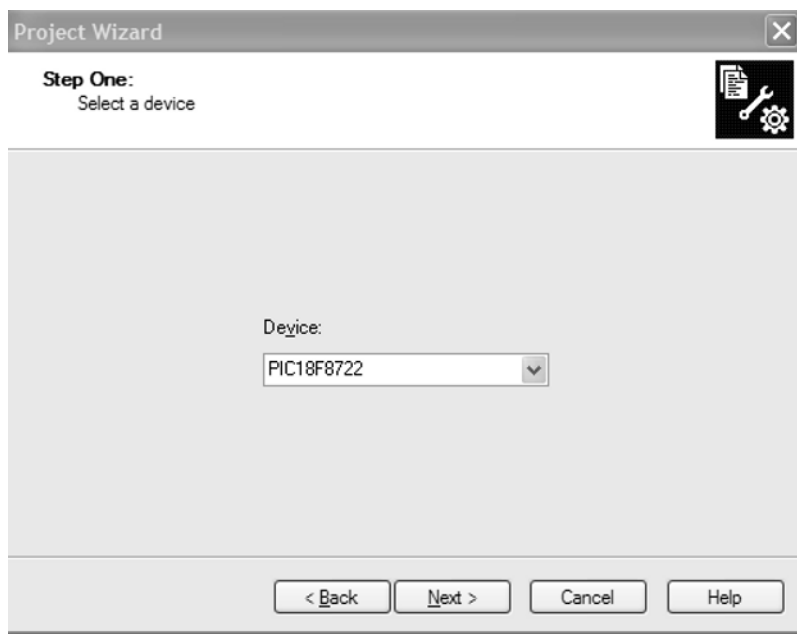 Project Wizard
Step One:
Select a device
Device:
PIC18F8722
< Back Next > Cancel Help